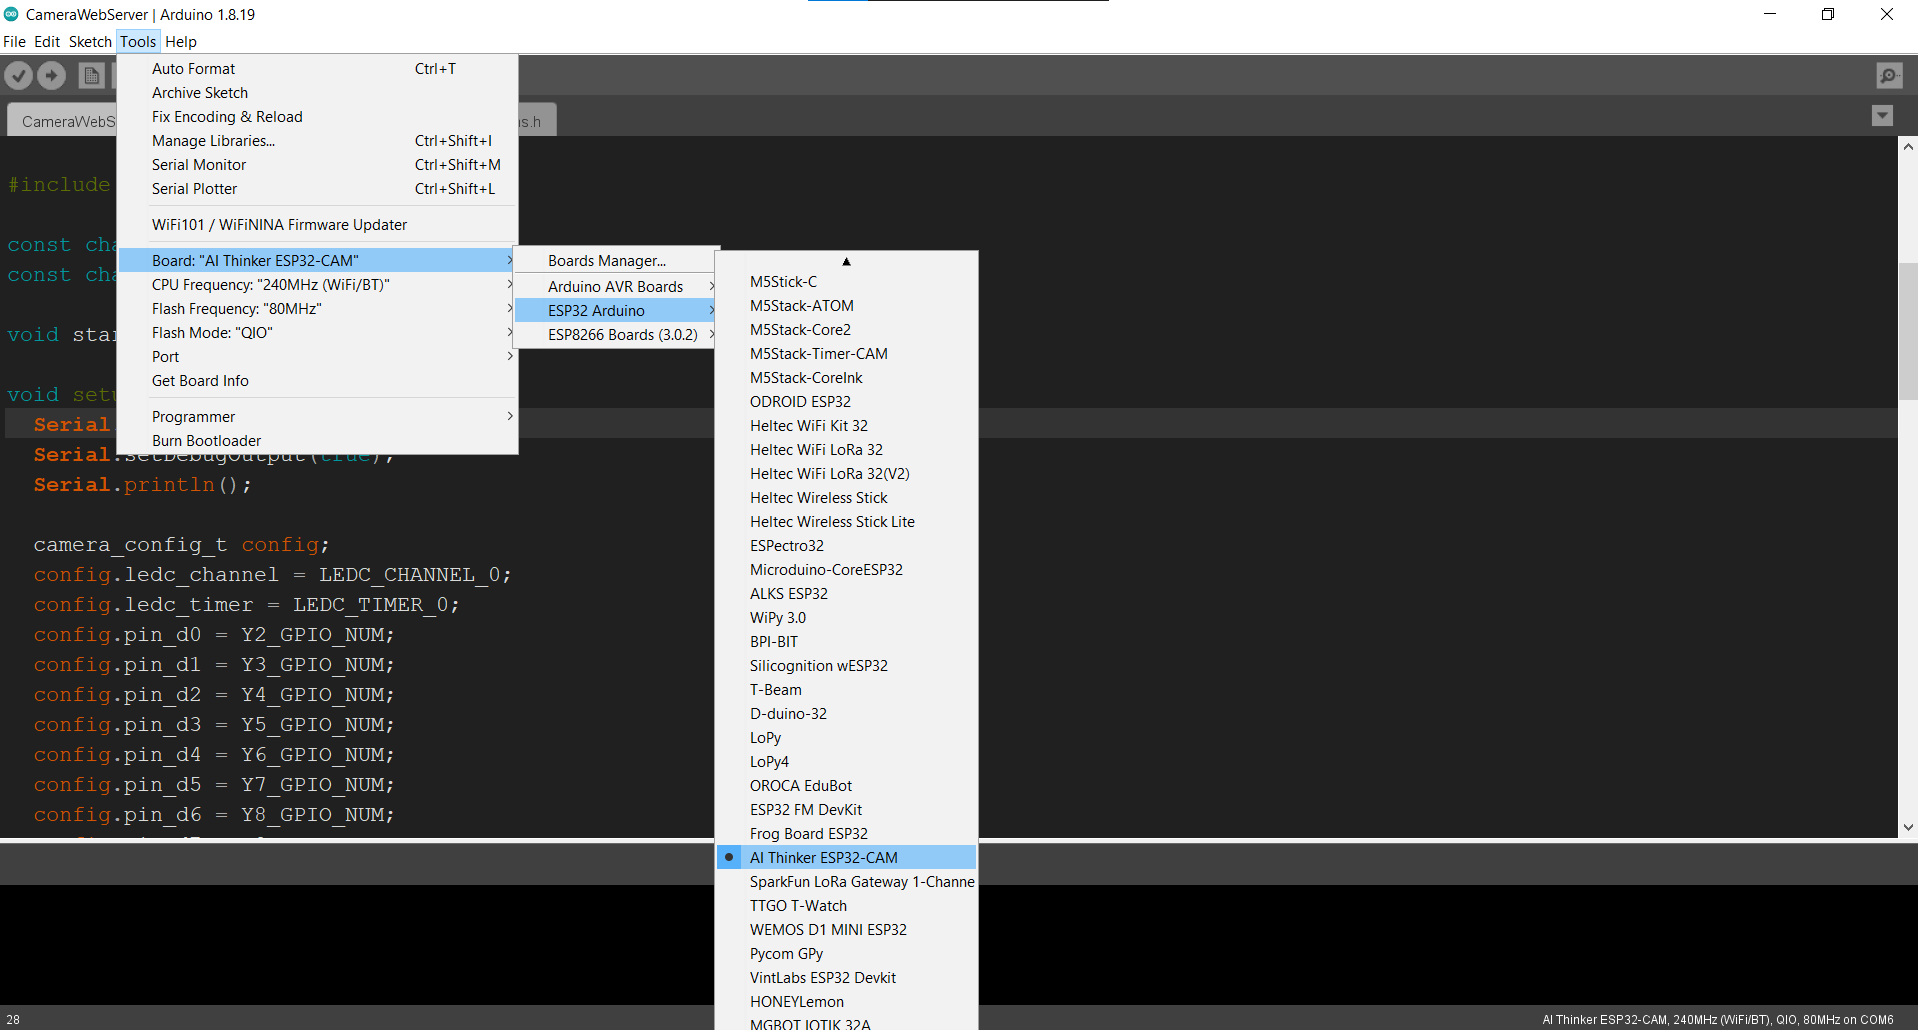 CameraWebServer | Arduino 1.8.19
File Edit Sketch Tools Help
CameraWebS
s.h
Auto Format Ctrl+T
Archive Sketch
Fix Encoding & Reload
Manage Libraries... Ctrl+Shift+I
Serial Monitor Ctrl+Shift+M
Serial Plotter Ctrl+Shift+L
WiFi101 / WiFiNINA Firmware Updater
Board: "AI Thinker ESP32-CAM"
CPU Frequency: "240MHz (WiFi/BT)"
Flash Frequency: "80MHz"
Flash Mode: "QIO"
Port
Get Board Info
Programmer
Burn Bootloader
Boards Manager...
Arduino AVR Boards
ESP32 Arduino
ESP8266 Boards (3.0.2)
M5Stick-C
M5Stack-ATOM
M5Stack-Core2
M5Stack-Timer-CAM
M5Stack-CoreInk
ODROID ESP32
Heltec WiFi Kit 32
Heltec WiFi LoRa 32
Heltec WiFi LoRa 32(V2)
Heltec Wireless Stick
Heltec Wireless Stick Lite
ESPectro32
Microduino-CoreESP32
ALKS ESP32
WiPy 3.0
BPI-BIT
Silicognition wESP32
T-Beam
D-duino-32
LoPy
LoPy4
OROCA EduBot
ESP32 FM DevKit
Frog Board ESP32
AI Thinker ESP32-CAM
SparkFun LoRa Gateway 1-Channe
TTGO T-Watch
WEMOS D1 MINI ESP32
Pycom GPy
VintLabs ESP32 Devkit
HONEYLemon
MGBOT IOTIK 32A
#include
const cha
const cha
void star
void setu
Serial.
Serial.setDebugOutput(true);
Serial.println();
camera_config_t config;
config.ledc_channel = LEDC_CHANNEL_0;
config.ledc_timer = LEDC_TIMER_0;
config.pin_d0 = Y2_GPIO_NUM;
config.pin_d1 = Y3_GPIO_NUM;
config.pin_d2 = Y4_GPIO_NUM;
config.pin_d3 = Y5_GPIO_NUM;
config.pin_d4 = Y6_GPIO_NUM;
config.pin_d5 = Y7_GPIO_NUM;
config.pin_d6 = Y8_GPIO_NUM;
28
AI Thinker ESP32-CAM, 240MHz (WiFi/BT), QIO, 80MHz on COM6